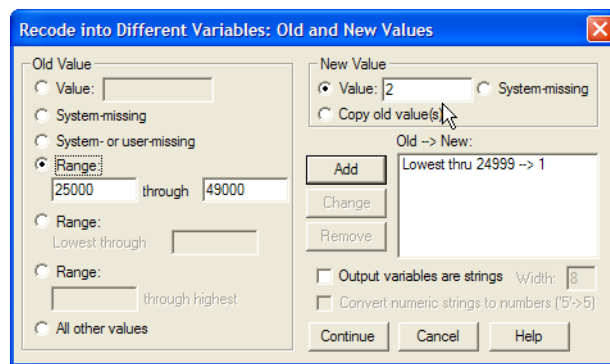 Recode into Different Variables: Old and New Values
Old Value
Value:
System-missing
System- or user-missing
Range:
25000 through 49000
Range:
Lowest through
Range:
through highest
All other values
New Value
Value: 2 System-missing
Copy old value(s)
Old --> New:
Add
Change
Remove
Lowest thru 24999 --> 1
Output variables are strings Width: 8
Convert numeric strings to numbers ('5'->5)
Continue Cancel Help